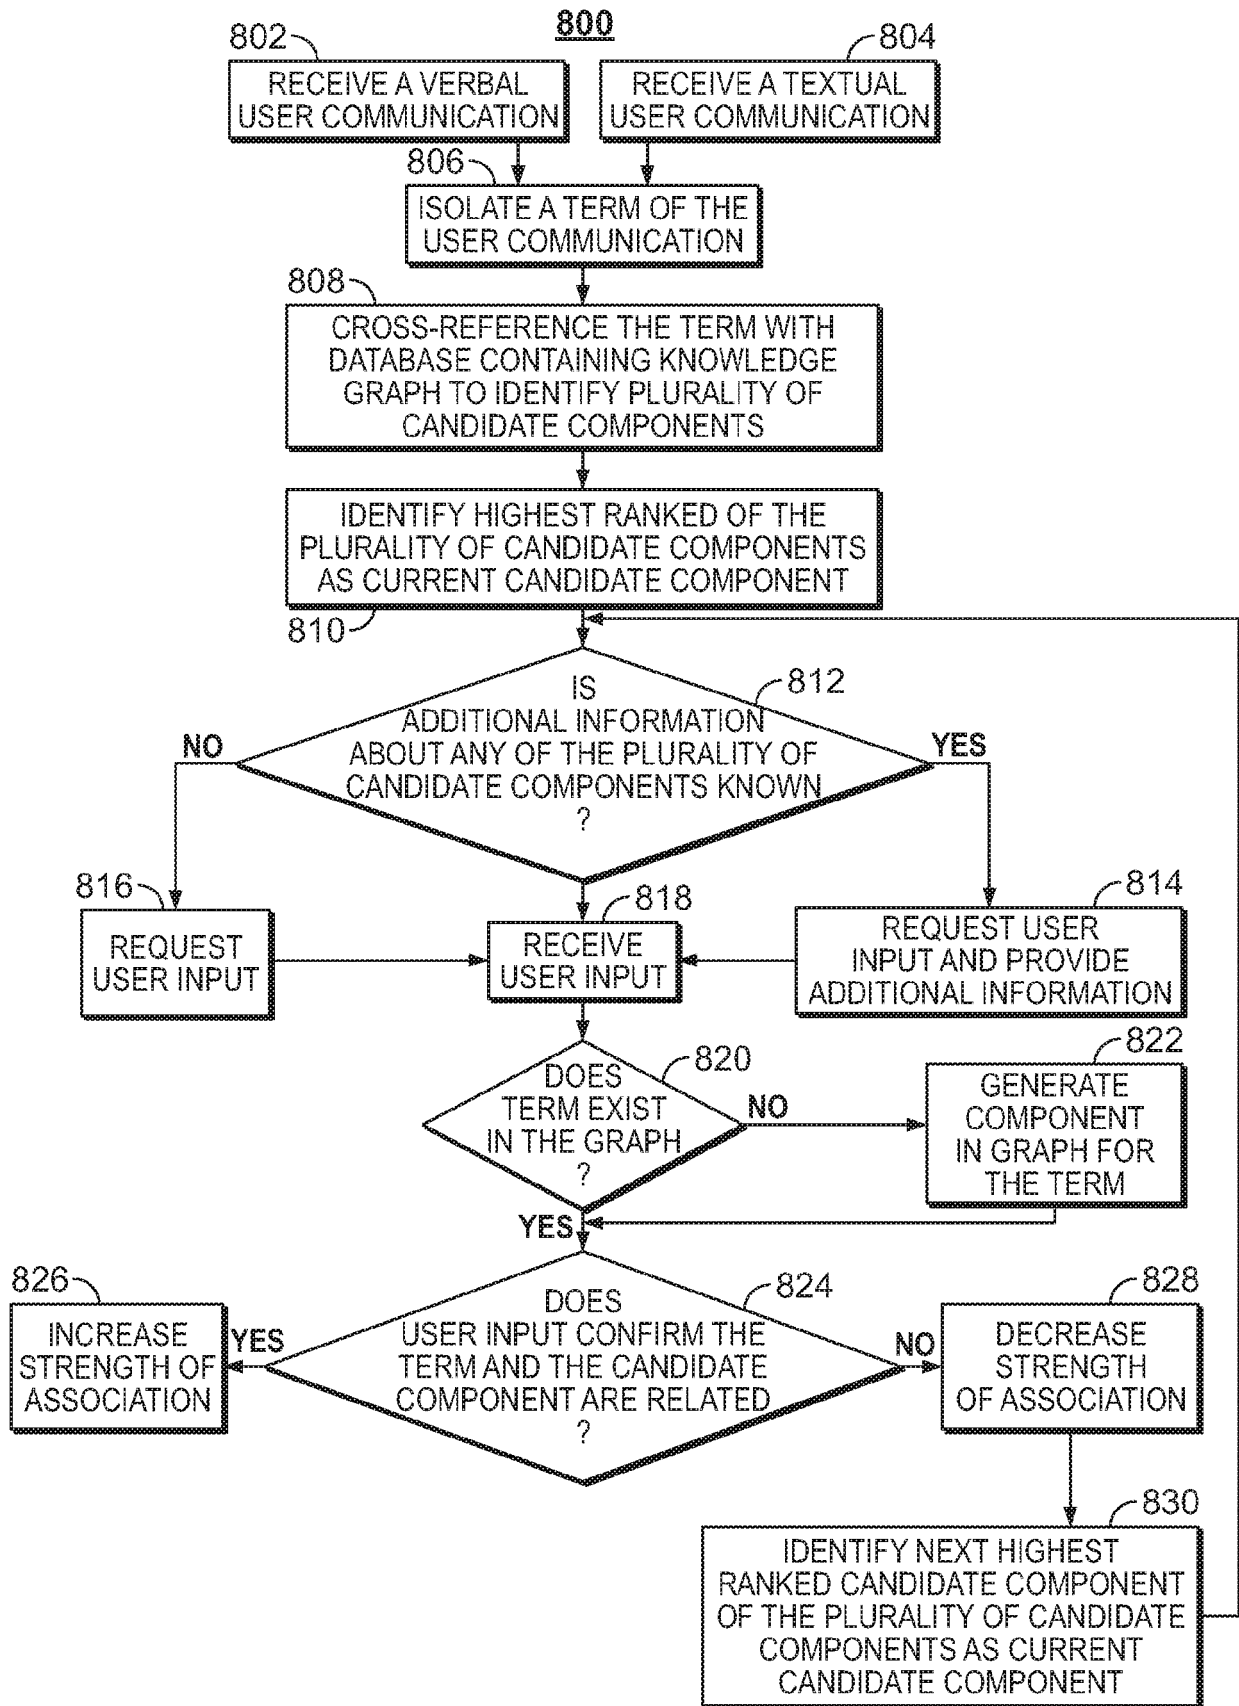 800
802
804
RECEIVE A VERBAL
USER COMMUNICATION
RECEIVE A TEXTUAL
USER COMMUNICATION
806
ISOLATE A TERM OF THE
USER COMMUNICATION
808
CROSS-REFERENCE THE TERM WITH
DATABASE CONTAINING KNOWLEDGE
GRAPH TO IDENTIFY PLURALITY OF
CANDIDATE COMPONENTS
IDENTIFY HIGHEST RANKED OF THE
PLURALITY OF CANDIDATE COMPONENTS
AS CURRENT CANDIDATE COMPONENT
810
812
IS
ADDITIONAL INFORMATION
ABOUT ANY OF THE PLURALITY OF
CANDIDATE COMPONENTS KNOWN
?
NO
YES
816
REQUEST
USER INPUT
818
RECEIVE
USER INPUT
814
REQUEST USER
INPUT AND PROVIDE
ADDITIONAL INFORMATION
820
DOES
TERM EXIST
IN THE GRAPH
?
NO
822
GENERATE
COMPONENT
IN GRAPH FOR
THE TERM
YES
824
DOES
USER INPUT CONFIRM THE
TERM AND THE CANDIDATE
COMPONENT ARE RELATED
?
826
YES
INCREASE
STRENGTH OF
ASSOCIATION
NO
828
DECREASE
STRENGTH
OF ASSOCIATION
830
IDENTIFY NEXT HIGHEST
RANKED CANDIDATE COMPONENT
OF THE PLURALITY OF CANDIDATE
COMPONENTS AS CURRENT
CANDIDATE COMPONENT